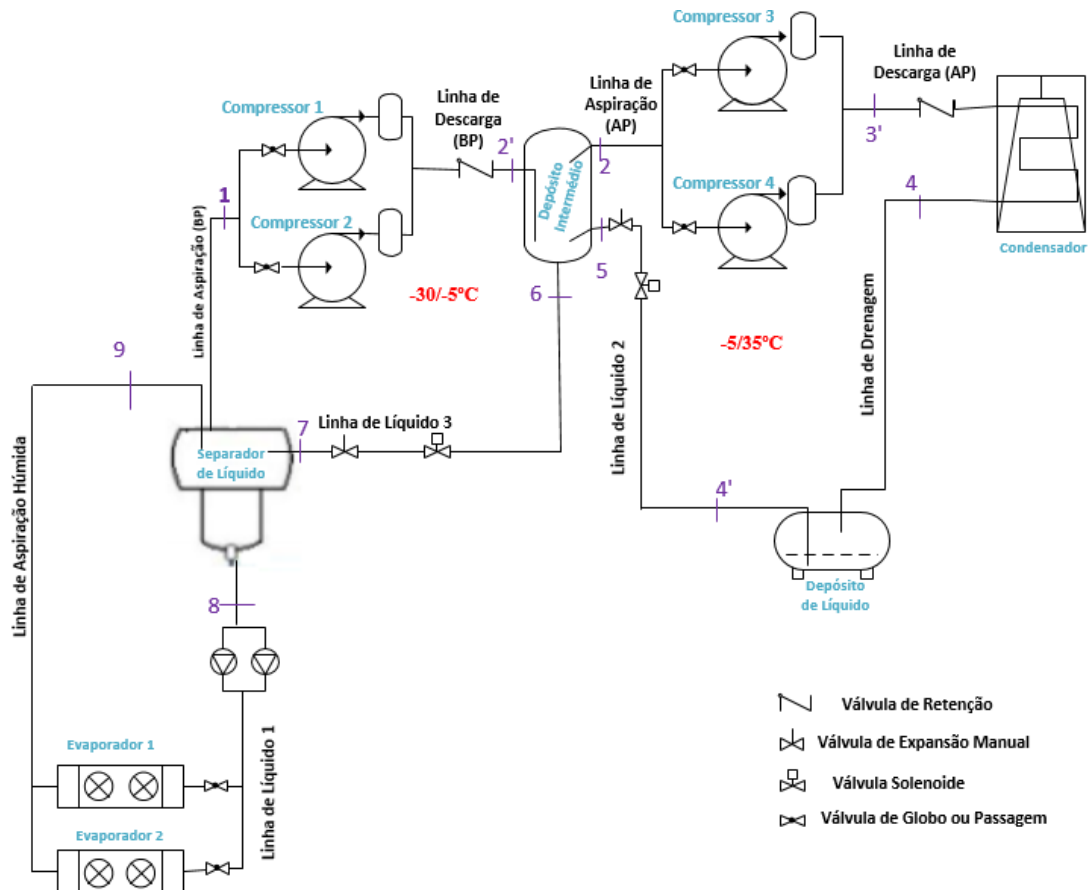 Compressor 3
Linha de
Descarga (AP)
3'
Compressor 1
Linha de
Descarga
(BP)
2'
Linha de
Aspiração
(AP)
2
Depósito
Intermédio
1
Compressor 2
Compressor 4
4
Condensador
Linha de Aspiração (BP)
-30/-5ºC
6
5
-5/35ºC
Linha de Líquido 2
Linha de Drenagem
9
Linha de Líquido 3
7
Separador
de Líquido
4'
Depósito
de Líquido
Linha de Aspiração Húmida
8
Linha de Líquido 1
Evaporador 1
Evaporador 2
Válvula de Retenção
Válvula de Expansão Manual
Válvula Solenoide
Válvula de Globo ou Passagem